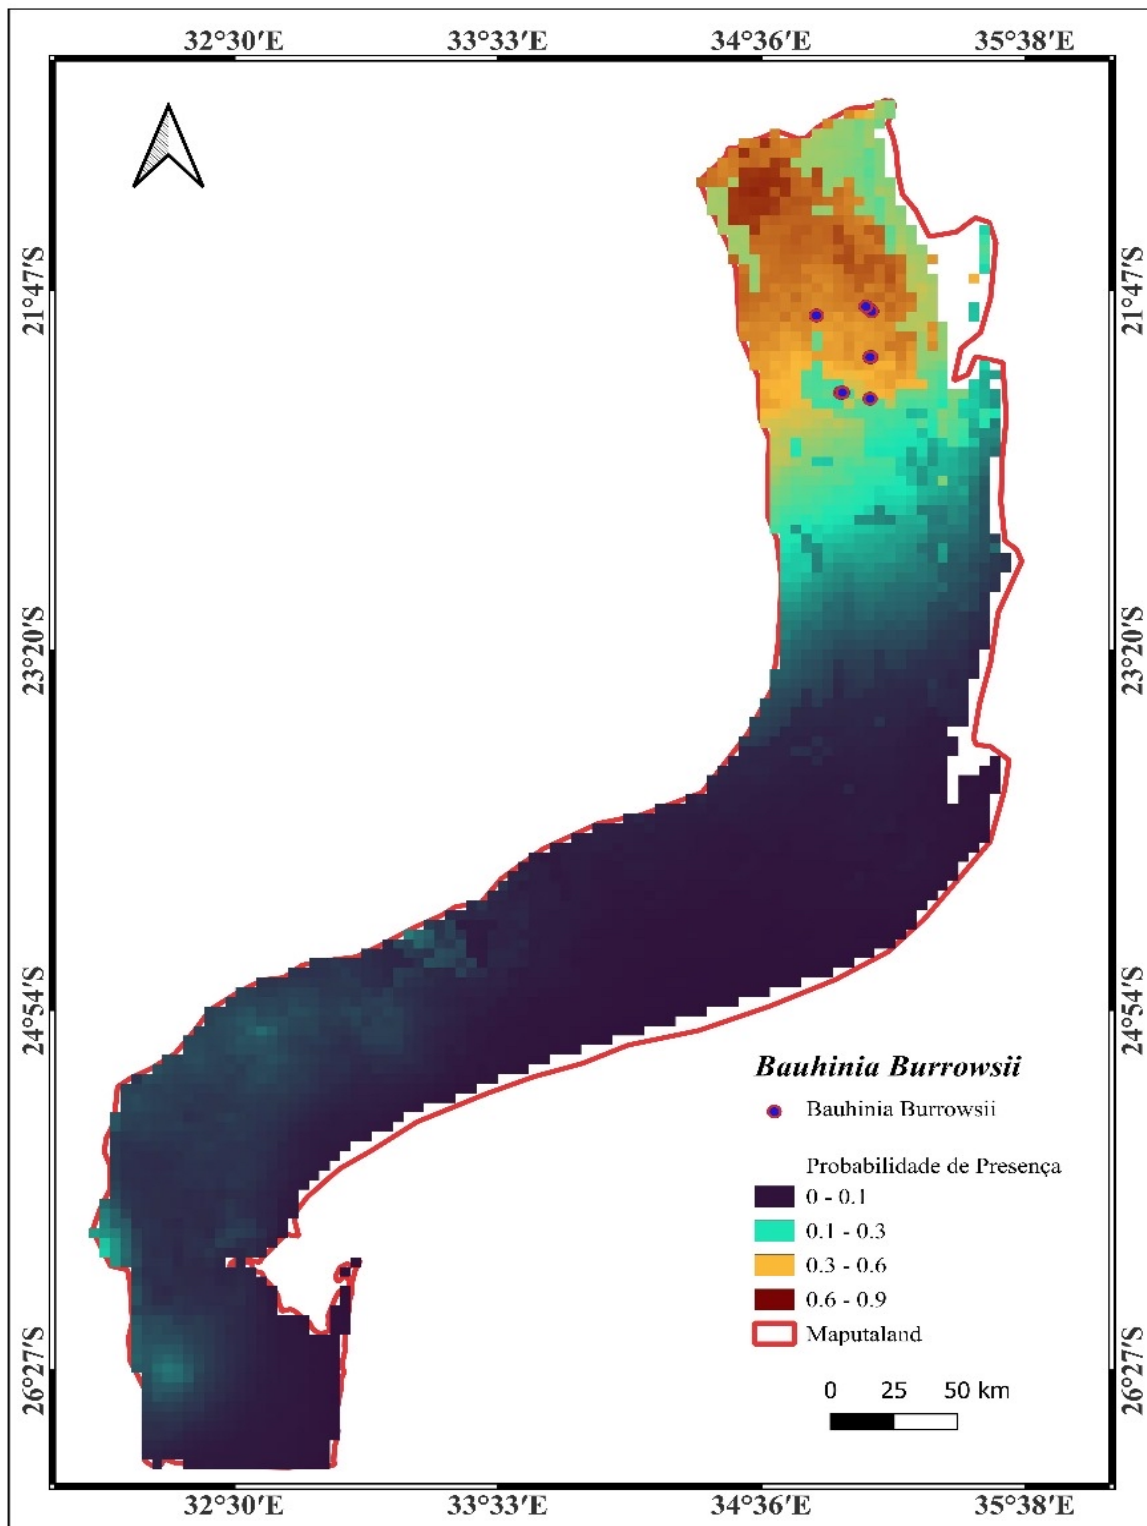 32°30′E 33°33′E 34°36′E 35°38′E
21°47′S 21°47′S
23°20′S 23°20′S
24°54′S 24°54′S
Bauhinia Burrowsii
Bauhinia Burrowsii
Probabilidade de Presença
0 - 0.1
0.1 - 0.3
0.3 - 0.6
0.6 - 0.9
Maputaland
26°27′S 26°27′S
0 25 50 km
32°30′E 33°33′E 34°36′E 35°38′E